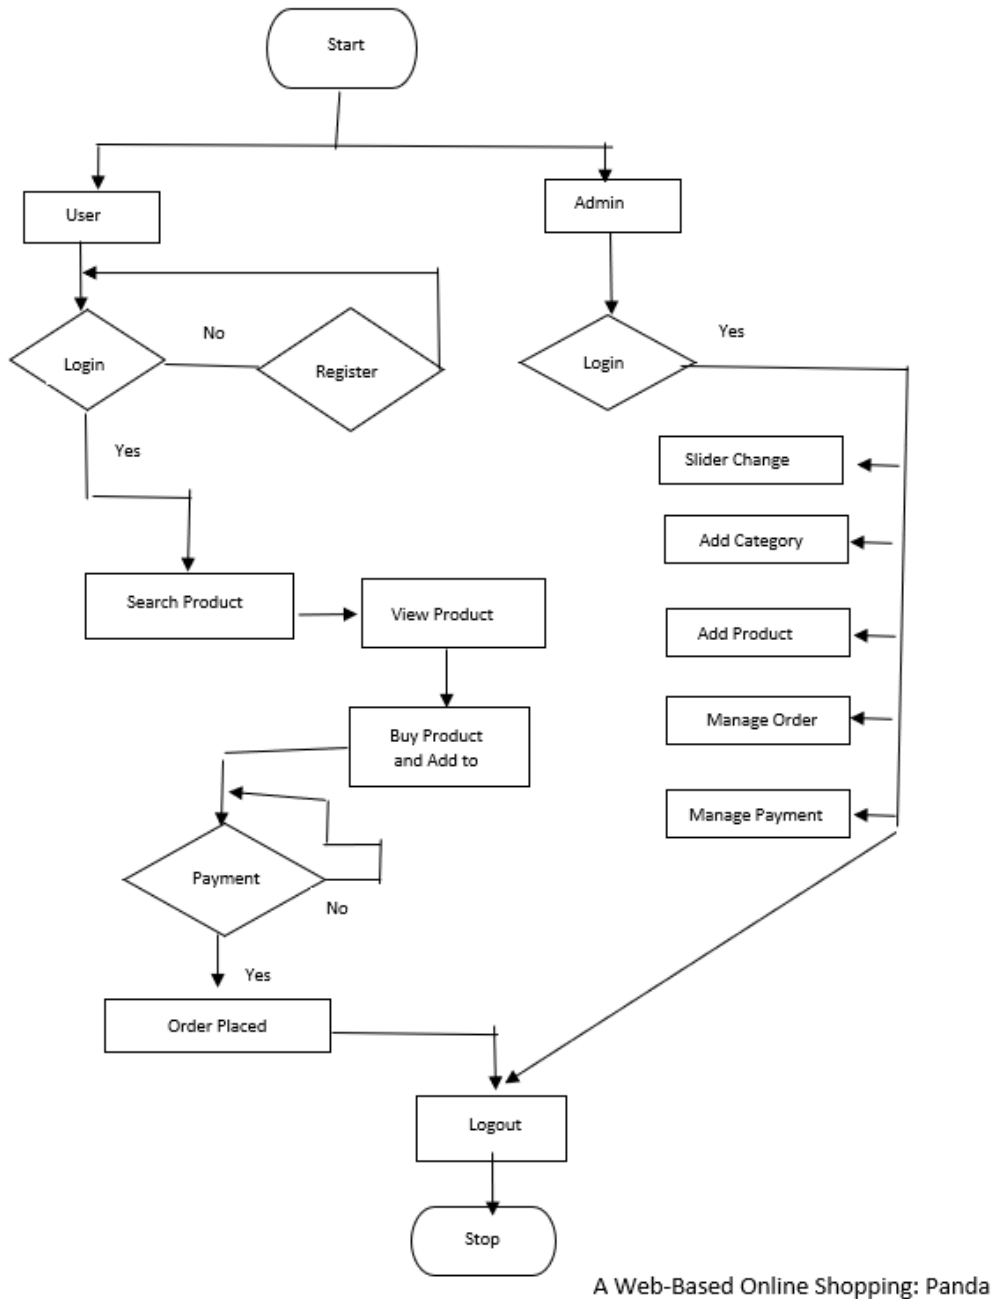 Start
User
Admin
Login
No
Register
Login
Yes
Yes
Slider Change
Add Category
Search Product
View Product
Add Product
Buy Product
and Add to
Manage Order
Manage Payment
Payment
No
Yes
Order Placed
Logout
Stop
A Web-Based Online Shopping: Panda